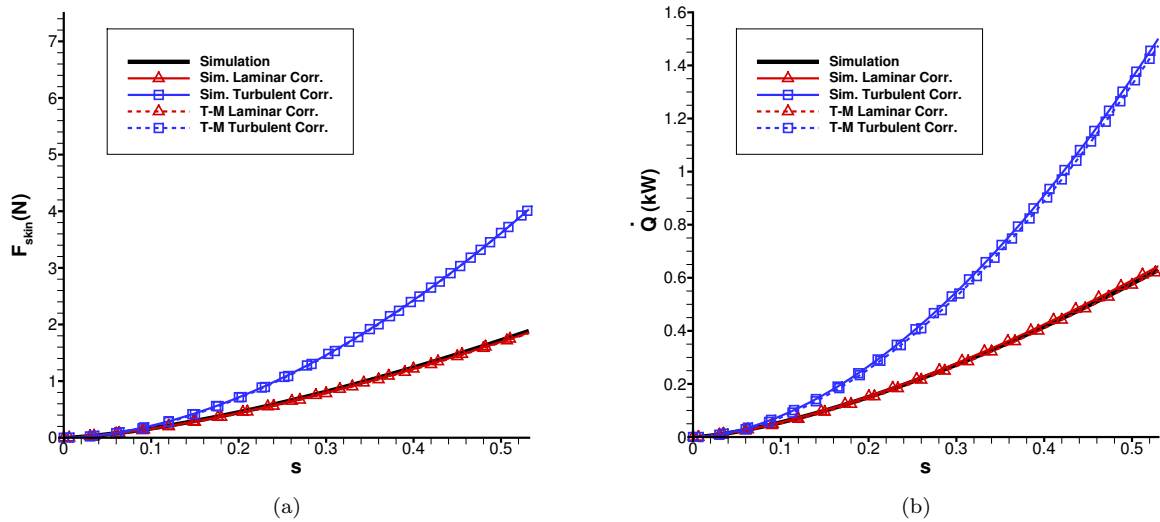 7
6
5
4
3
2
1
0
F_skin(N)
0
0.1
0.2
0.3
0.4
0.5
s
Simulation
Sim. Laminar Corr.
Sim. Turbulent Corr.
T-M Laminar Corr.
T-M Turbulent Corr.
(a)
1.6
1.4
1.2
1
0.8
0.6
0.4
0.2
0
Q̇ (kW)
0
0.1
0.2
0.3
0.4
0.5
s
Simulation
Sim. Laminar Corr.
Sim. Turbulent Corr.
T-M Laminar Corr.
T-M Turbulent Corr.
(b)